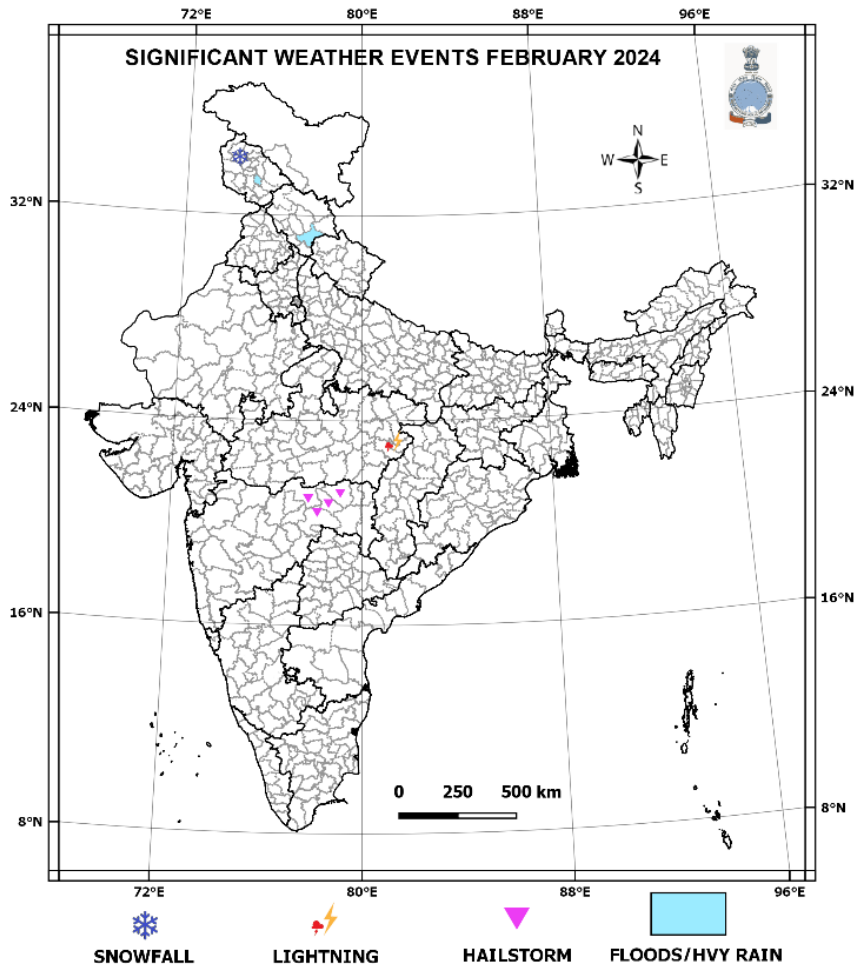 72°E 80°E 88°E 96°E
SIGNIFICANT WEATHER EVENTS FEBRUARY 2024
N
W E
S
32°N 32°N
24°N 24°N
16°N 16°N
0 250 500 km
8°N 8°N
72°E 80°E 88°E 96°E
SNOWFALL LIGHTNING HAILSTORM FLOODS/HVY RAIN